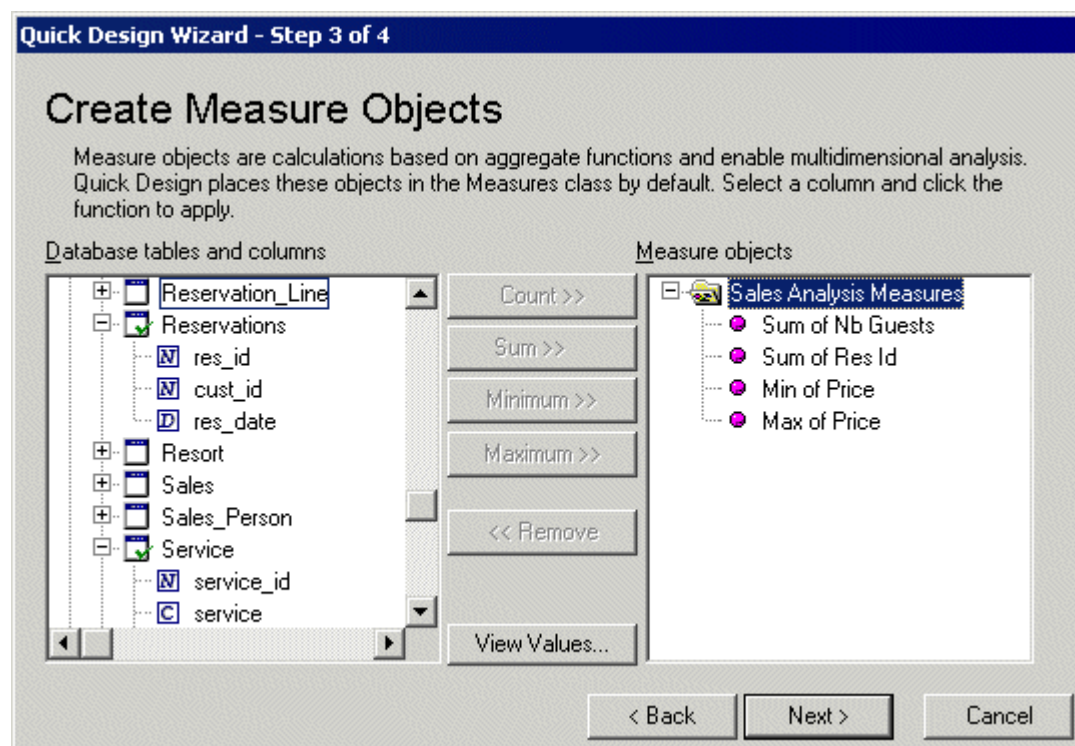 Quick Design Wizard - Step 3 of 4
Create Measure Objects
Measure objects are calculations based on aggregate functions and enable multidimensional analysis.
Quick Design places these objects in the Measures class by default. Select a column and click the
function to apply.
Database tables and columns
Reservation_Line
Reservations
N res_id
N cust_id
D res_date
Resort
Sales
Sales_Person
Service
N service_id
C service
Count >>
Sum >>
Minimum >>
Maximum >>
<< Remove
View Values...
Measure objects
Sales Analysis Measures
Sum of Nb Guests
Sum of Res Id
Min of Price
Max of Price
< Back
Next >
Cancel